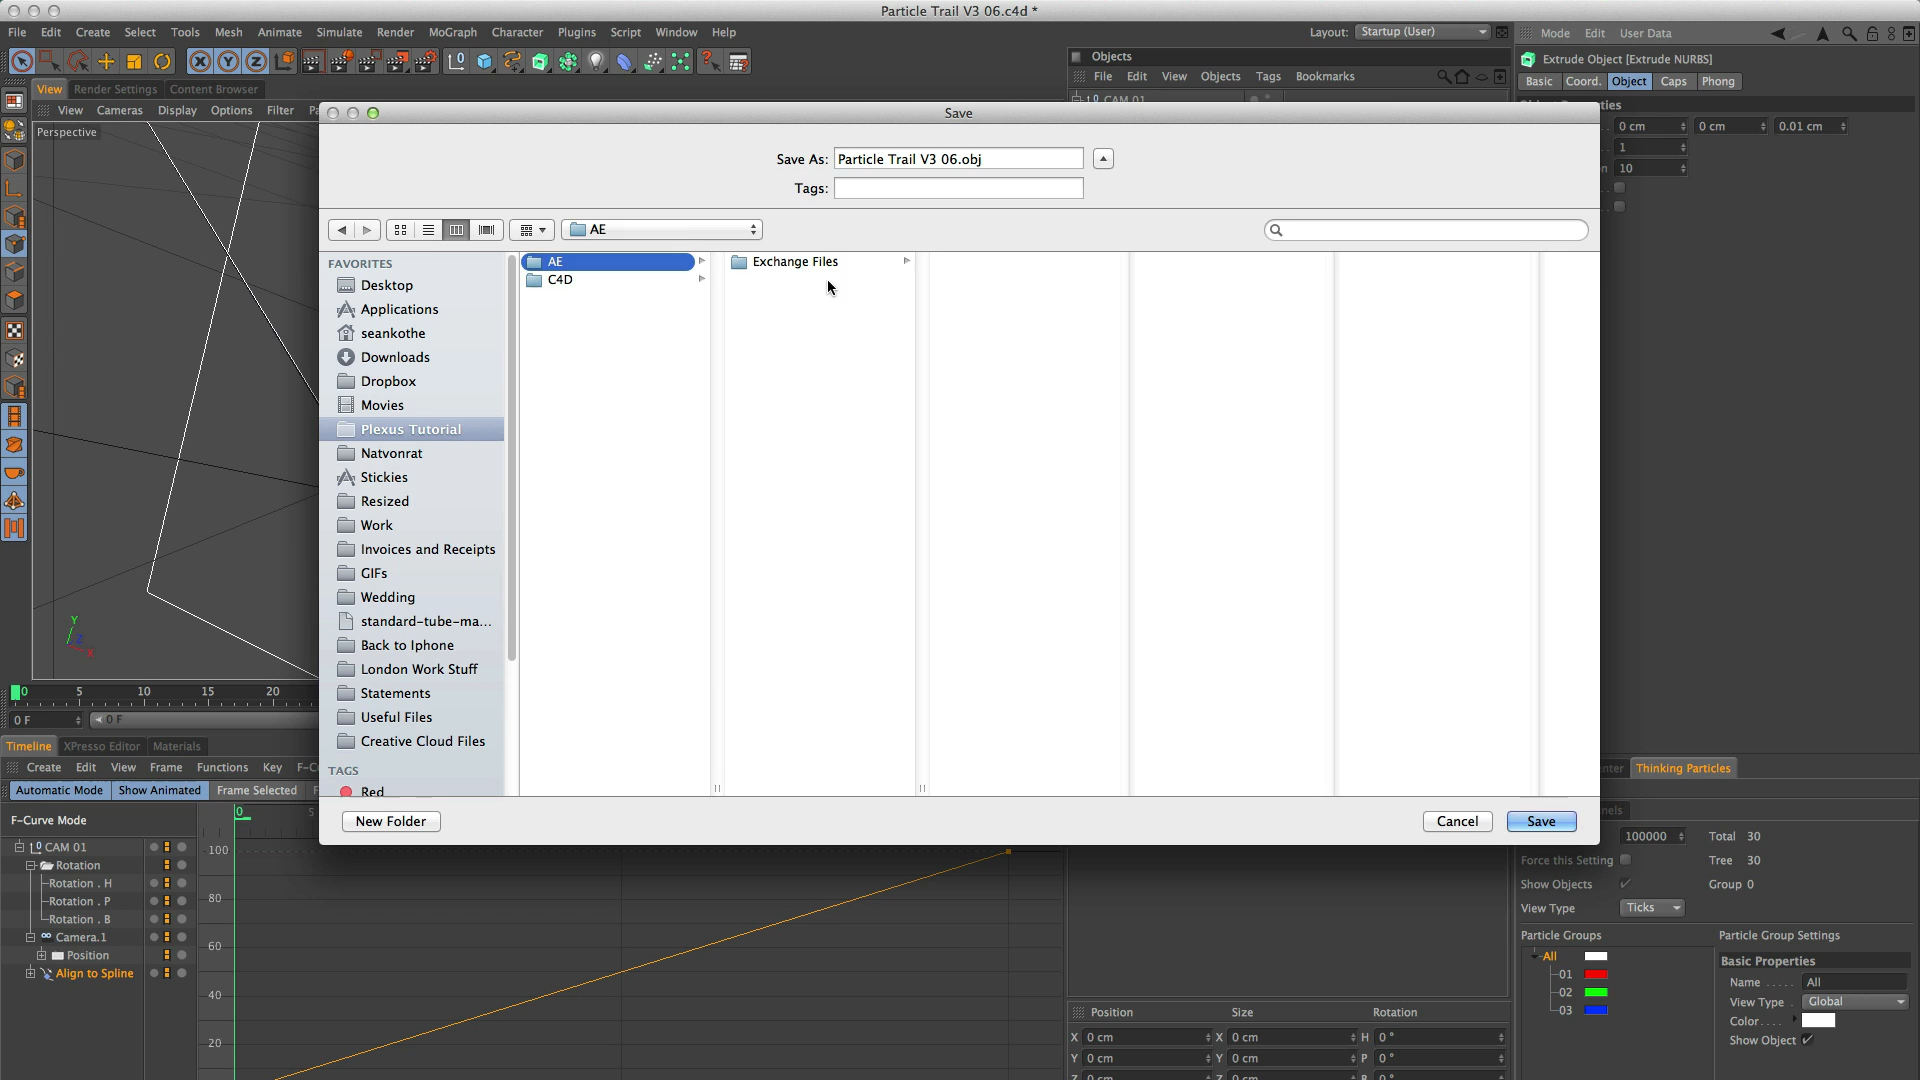 Particle Trail V3 06.c4d *
File Edit Create Select Tools Mesh Animate Simulate Render MoGraph Character Plugins Script Window Help
Layout: Startup (User)
Mode Edit User Data
Objects
File Edit View Objects Tags Bookmarks
CAM 01
Extrude Object [Extrude NURBS]
Basic Coord. Object Caps Phong
0 cm 0 cm 0.01 cm
1
10
View Render Settings Content Browser
View Cameras Display Options Filter
Perspective
Save
Save As: Particle Trail V3 06.obj
Tags:
AE
FAVORITES
Desktop
Applications
seankothe
Downloads
Dropbox
Movies
Plexus Tutorial
Natvonrat
Stickies
Resized
Work
Invoices and Receipts
GIFs
Wedding
standard-tube-ma...
Back to Iphone
London Work Stuff
Statements
Useful Files
Creative Cloud Files
TAGS
Red
AE
C4D
Exchange Files
New Folder
Cancel Save
Y Z X
0 5 10 15 20
0 F 0 F
Timeline XPresso Editor Materials
Create Edit View Frame Functions Key
Automatic Mode Show Animated Frame Selected
F-Curve Mode
0 5
CAM 01
Rotation
Rotation . H
Rotation . P
Rotation . B
Camera.1
Position
Align to Spline
100
80
60
40
20
Position Size Rotation
X 0 cm X 0 cm H 0 °
Y 0 cm Y 0 cm P 0 °
Z 0 cm Z 0 cm B 0 °
Thinking Particles
100000 Total 30
Force this Setting Tree 30
Show Objects Group 0
View Type Ticks
Particle Groups
All
01
02
03
Particle Group Settings
Basic Properties
Name . . . . . All
View Type . Global
Color. . . .
Show Object